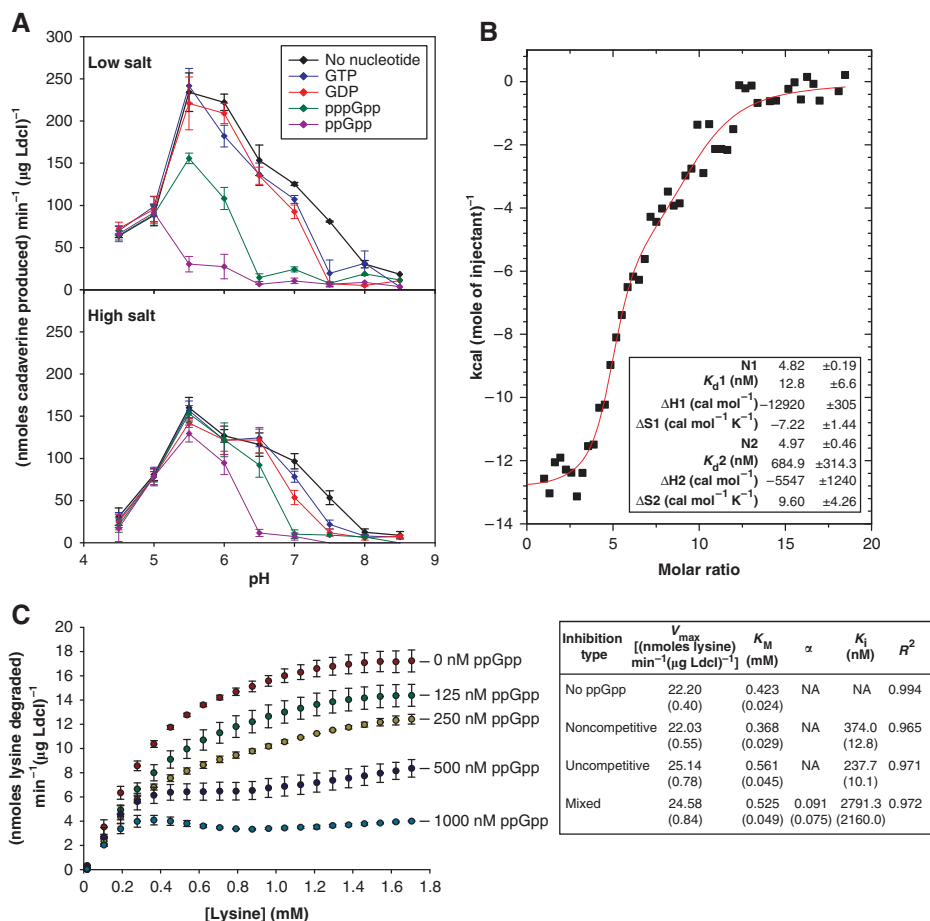 A
Low salt
No nucleotide
GTP
GDP
pppGpp
ppGpp
300
250
200
150
100
50
0
High salt
200
150
100
50
0
4 5 6 7 8 9
pH
(nmoles cadaverine produced) min⁻¹ (µg LdcI)⁻¹
B
0
−2
−4
−6
−8
−10
−12
−14
kcal (mole of injectant)⁻¹
N1 4.82 ±0.19
Kd1 (nM) 12.8 ±6.6
ΔH1 (cal mol⁻¹) −12920 ±305
ΔS1 (cal mol⁻¹ K⁻¹) −7.22 ±1.44
N2 4.97 ±0.46
Kd2 (nM) 684.9 ±314.3
ΔH2 (cal mol⁻¹) −5547 ±1240
ΔS2 (cal mol⁻¹ K⁻¹) 9.60 ±4.26
0 5 10 15 20
Molar ratio
C
20
18
16
14
12
10
8
6
4
2
0
(nmoles lysine degraded)
min⁻¹(µg LdcI)⁻¹
0 nM ppGpp
125 nM ppGpp
250 nM ppGpp
500 nM ppGpp
1000 nM ppGpp
0 0.2 0.4 0.6 0.8 1.0 1.2 1.4 1.6 1.8
[Lysine] (mM)
Inhibition type Vmax [(nmoles lysine) min⁻¹(µg LdcI)⁻¹] KM (mM) α Ki (nM) R²
No ppGpp 22.20 0.423 NA NA 0.994
(0.40) (0.024)
Noncompetitive 22.03 0.368 NA 374.0 0.965
(0.55) (0.029) (12.8)
Uncompetitive 25.14 0.561 NA 237.7 0.971
(0.78) (0.045) (10.1)
Mixed 24.58 0.525 0.091 2791.3 0.972
(0.84) (0.049) (0.075) (2160.0)